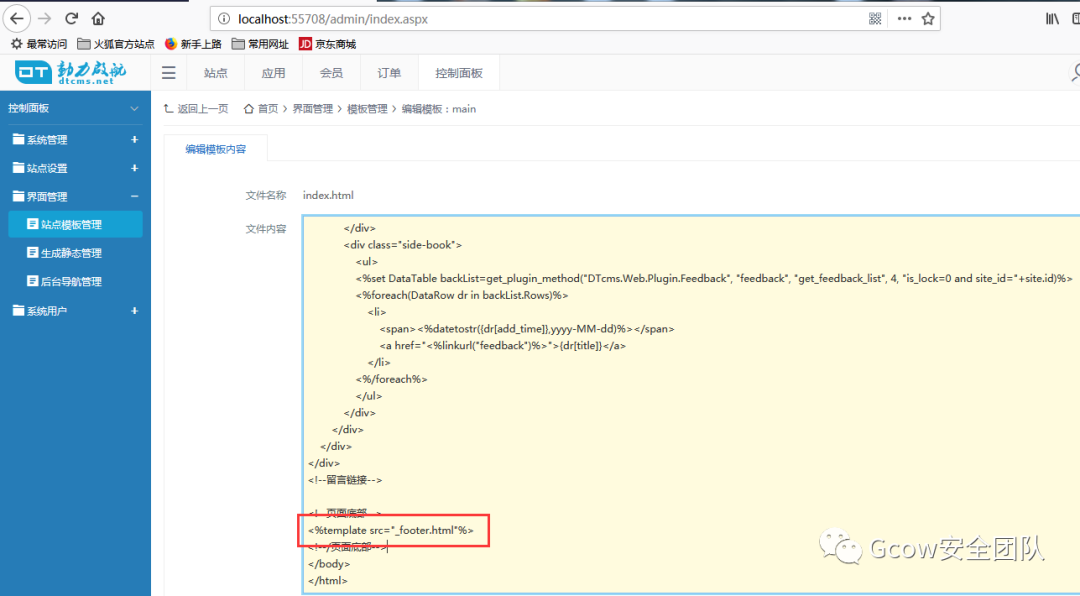 localhost:55708/admin/index.aspx
最常访问 火狐官方站点 新手上路 常用网址 JD 京东商城
DT 动力启航 dtcms.net
站点 应用 会员 订单 控制面板
控制面板
系统管理 +
站点设置 +
界面管理 −
站点模板管理
生成静态管理
后台导航管理
系统用户 +
返回上一页 首页 > 界面管理 > 模板管理 > 编辑模板：main
编辑模板内容
文件名称 index.html
文件内容
</div>
<div class="side-book">
<ul>
<%set DataTable backList=get_plugin_method("DTcms.Web.Plugin.Feedback", "feedback", "get_feedback_list", 4, "is_lock=0 and site_id="+site.id)%>
<%foreach(DataRow dr in backList.Rows)%>
<li>
<span><%datetostr({dr[add_time]},yyyy-MM-dd)%></span>
<a href="<%linkurl("feedback")%>">{dr[title]}</a>
</li>
<%/foreach%>
</ul>
</div>
</div>
</div>
</div>
<!--留言链接-->
<!--页面底部-->
<%template src="_footer.html"%>
<!--/页面底部-->
</body>
</html>
Gcow安全团队